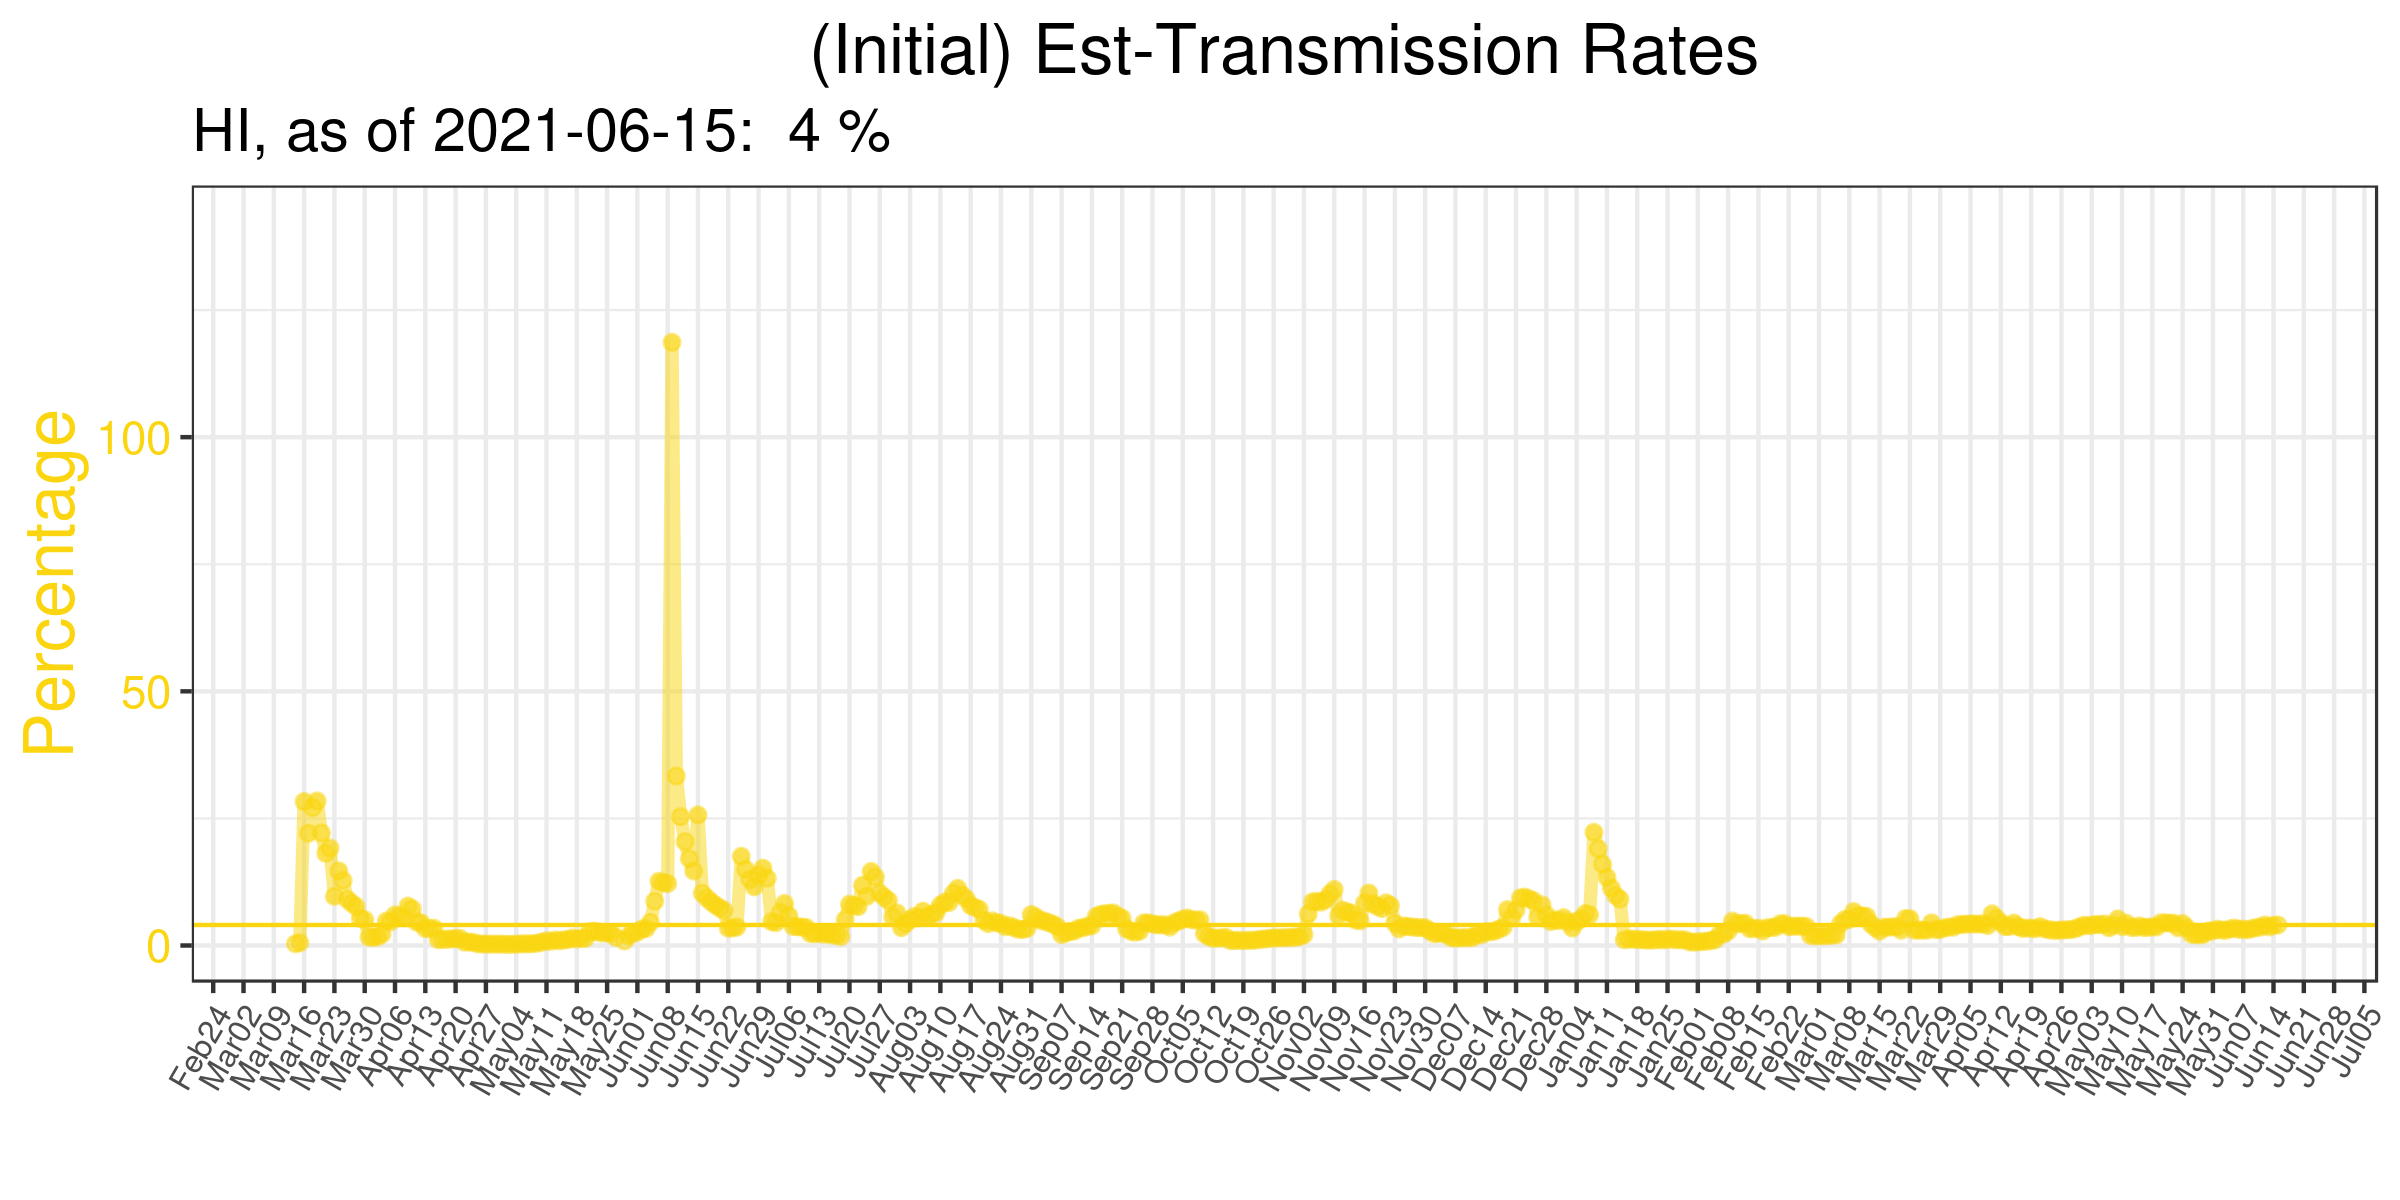 (Initial) Est-Transmission Rates
HI, as of 2021-06-15:  4 %
Percentage
100
50
0
Feb24
Mar02
Mar09
Mar16
Mar23
Mar30
Apr06
Apr13
Apr20
Apr27
May04
May11
May18
May25
Jun01
Jun08
Jun15
Jun22
Jun29
Jul06
Jul13
Jul20
Jul27
Aug03
Aug10
Aug17
Aug24
Aug31
Sep07
Sep14
Sep21
Sep28
Oct05
Oct12
Oct19
Oct26
Nov02
Nov09
Nov16
Nov23
Nov30
Dec07
Dec14
Dec21
Dec28
Jan04
Jan11
Jan18
Jan25
Feb01
Feb08
Feb15
Feb22
Mar01
Mar08
Mar15
Mar22
Mar29
Apr05
Apr12
Apr19
Apr26
May03
May10
May17
May24
May31
Jun07
Jun14
Jun21
Jun28
Jul05